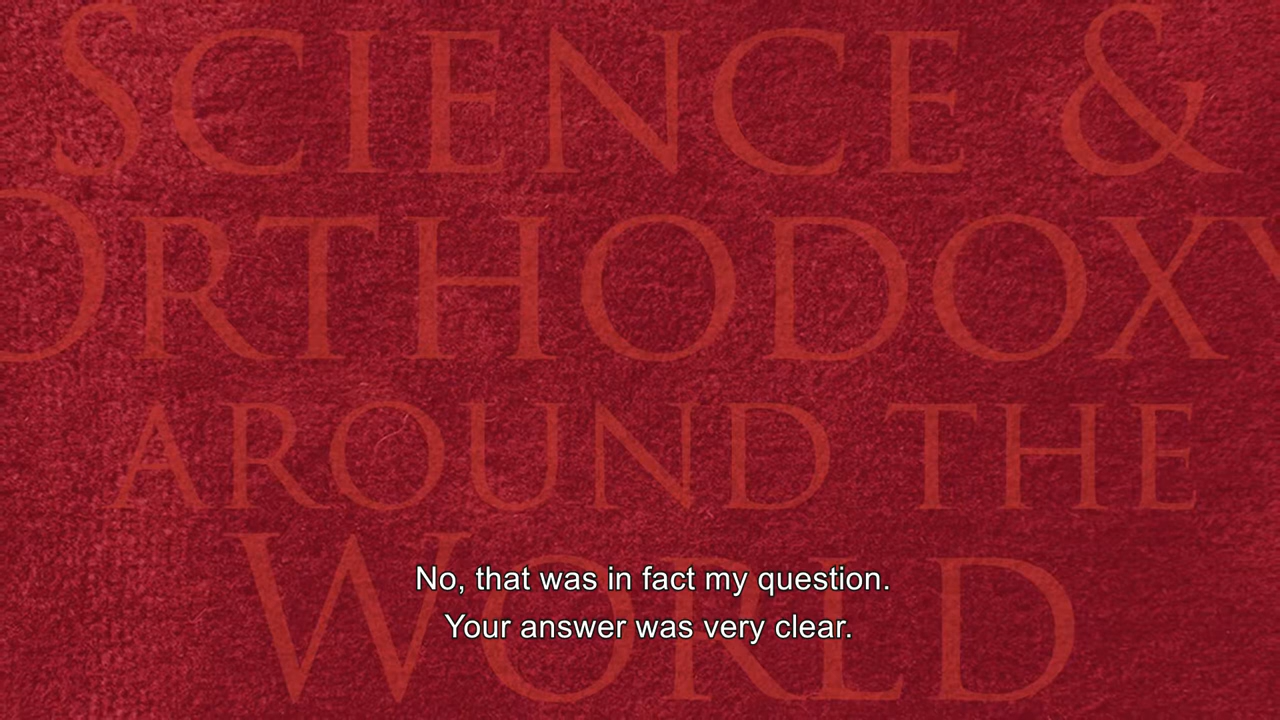 SCIENCE &
ORTHODOXY
AROUND THE
WORLD
No, that was in fact my question.
Your answer was very clear.